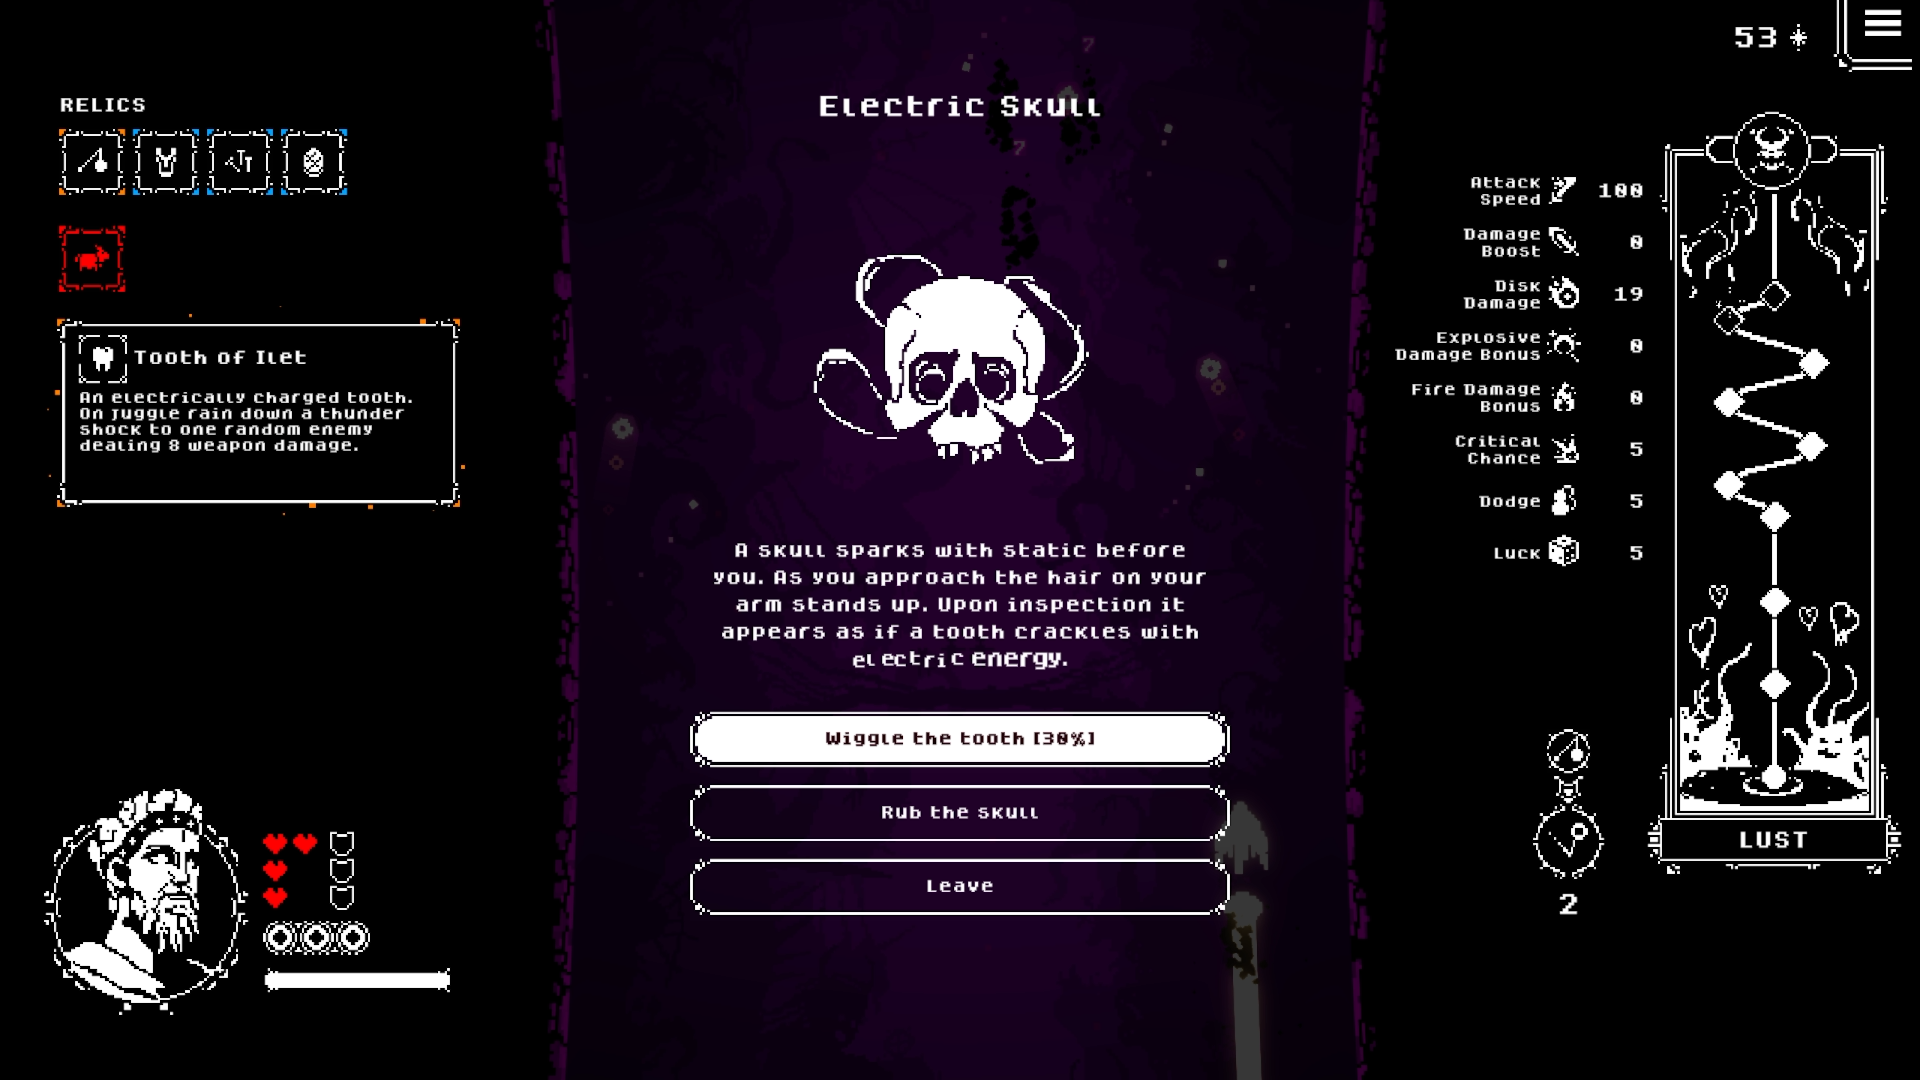 53
RELICS
Electric Skull
Tooth of Ilet
An electrically charged tooth.
On juggle rain down a thunder
shock to one random enemy
dealing 8 weapon damage.
7
7
A skull sparks with static before
you. As you approach the hair on your
arm stands up. Upon inspection it
appears as if a tooth crackles with
electric energy.
Wiggle the tooth [30%]
Rub the skull
Leave
Attack
Speed 100
Damage
Boost 0
Disk
Damage 19
Explosive
Damage Bonus 0
Fire Damage
Bonus 0
Critical
Chance 5
Dodge 5
Luck 5
2
LUST